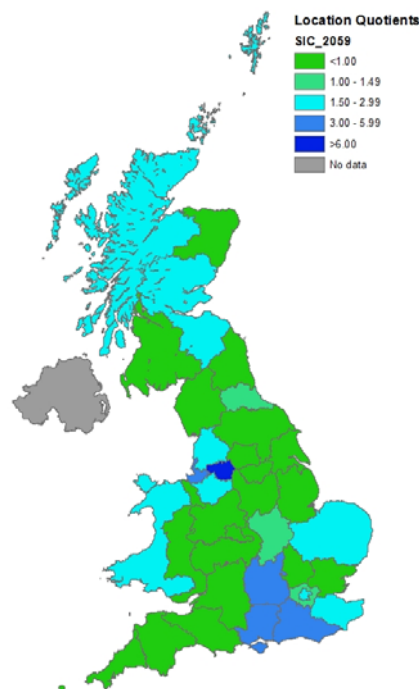 Location Quotients
SIC_2059
<1.00
1.00 - 1.49
1.50 - 2.99
3.00 - 5.99
>6.00
No data